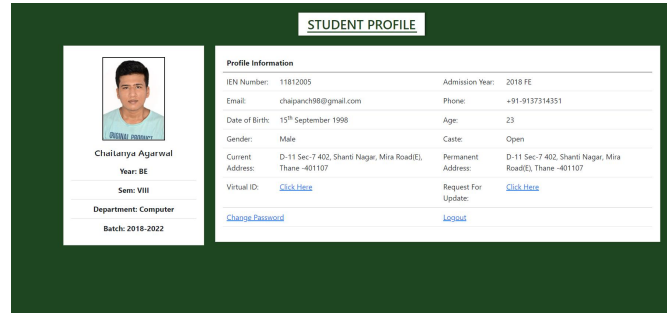 STUDENT PROFILE
ORIGINAL PRODUCT
Chaitanya Agarwal
Year: BE
Sem: VIII
Department: Computer
Batch: 2018-2022
Profile Information
IEN Number: 11812005 Admission Year: 2018 FE
Email: chaipanch98@gmail.com Phone: +91-9137314351
Date of Birth: 15th September 1998 Age: 23
Gender: Male Caste: Open
Current Address: D-11 Sec-7 402, Shanti Nagar, Mira Road(E), Thane -401107 Permanent Address: D-11 Sec-7 402, Shanti Nagar, Mira Road(E), Thane -401107
Virtual ID: Click Here Request For Update: Click Here
Change Password Logout